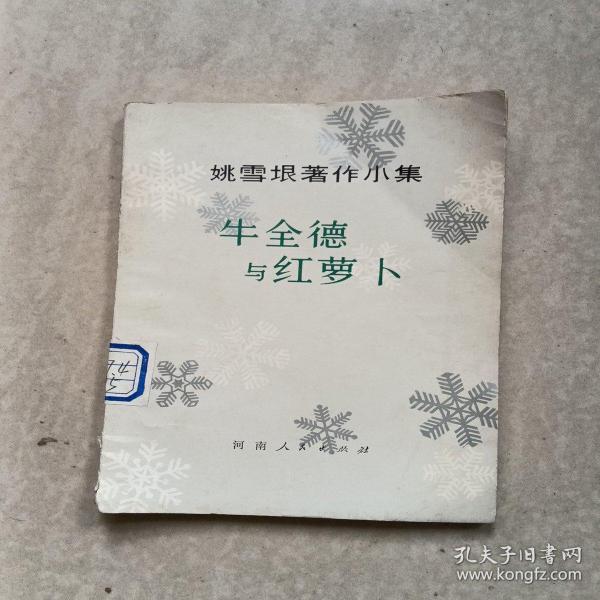 姚雪垠著作小集
牛全德
与红萝卜
河南人民出版社
孔夫子旧书网
www.kongfz.com